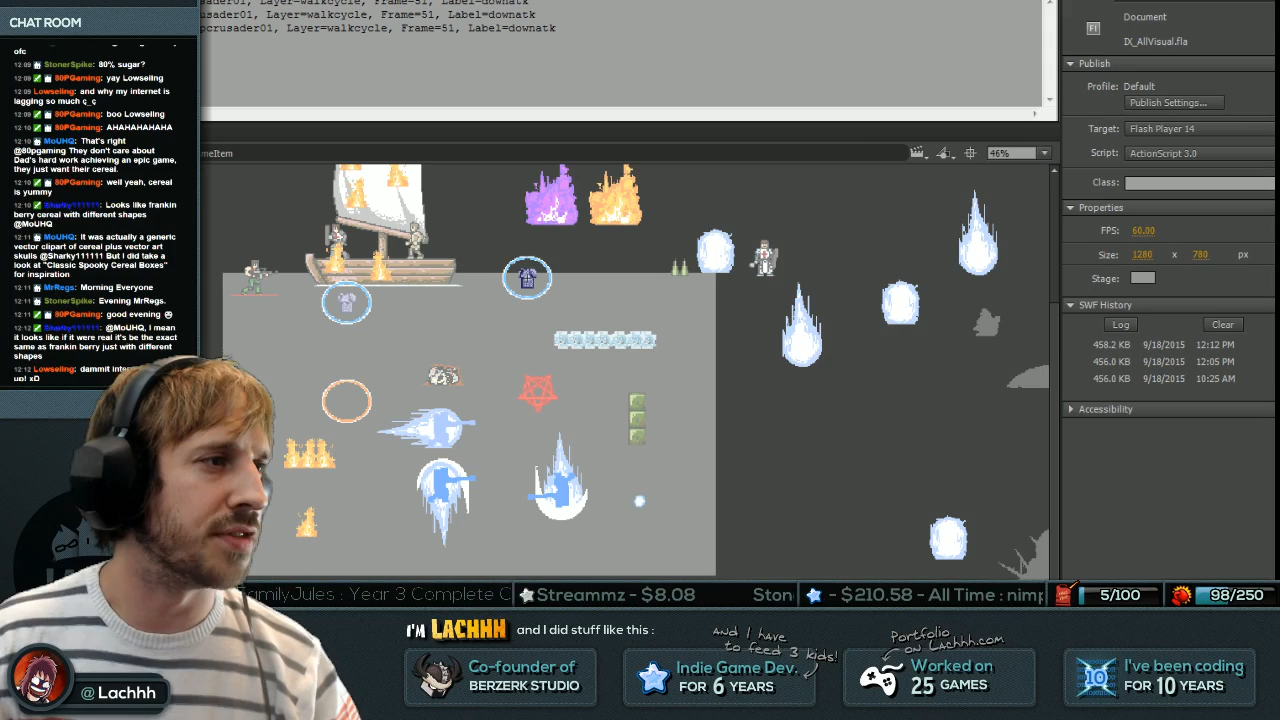 CHAT ROOM
ofc
12:09 StonerSpike: 80% sugar?
12:09 80PGaming: yay Lowseling
12:09 Lowseling: and why my internet is
lagging so much ç_ç
12:09 80PGaming: boo Lowseling
12:10 80PGaming: AHAHAHAHAHA
12:10 MoUHQ: That's right
@80pgaming They don't care about
Dad's hard work achieving an epic game,
they just want their cereal.
12:10 80PGaming: well yeah, cereal
is yummy
12:10 Sharky111111: Looks like frankin
berry cereal with different shapes
@MoUHQ
12:11 MoUHQ: It was actually a generic
vector clipart of cereal plus vector art
skulls @Sharky111111 But I did take a
look at "Classic Spooky Cereal Boxes"
for inspiration
12:11 MrRegs: Morning Everyone
12:11 StonerSpike: Evening MrRegs.
12:11 80PGaming: good evening
12:12 Sharky111111: @MoUHQ, I mean
it looks like if it were real it's be the exact
same as frankin berry just with different
shapes
12:12 Lowseling: dammit
up! xD
sader01, Layer=walkcycle, Frame=51, Label=downatk
crusader01, Layer=walkcycle, Frame=51, Label=downatk
pcrusader01, Layer=walkcycle, Frame=51, Label=downatk
meItem
46%
Document
Fl
IX_AllVisual.fla
Publish
Profile: Default
Publish Settings...
Target: Flash Player 14
Script: ActionScript 3.0
Class:
Properties
FPS: 60.00
Size: 1280 x 780 px
Stage:
SWF History
Log Clear
458.2 KB 9/18/2015 12:12 PM
456.0 KB 9/18/2015 12:05 PM
456.0 KB 9/18/2015 10:25 AM
Accessibility
FamilyJules : Year 3 Complete C
Streammz - $8.08 Ston
- $210.58 - All Time : nimp
5/100
98/250
I'M LACHHH and I did stuff like this :
And I have
to feed 3 kids!
Portfolio
on Lachhh.com
Co-founder of
BERZERK STUDIO
Indie Game Dev.
FOR 6 YEARS
Worked on
25 GAMES
10
I've been coding
FOR 10 YEARS
@ Lachhh